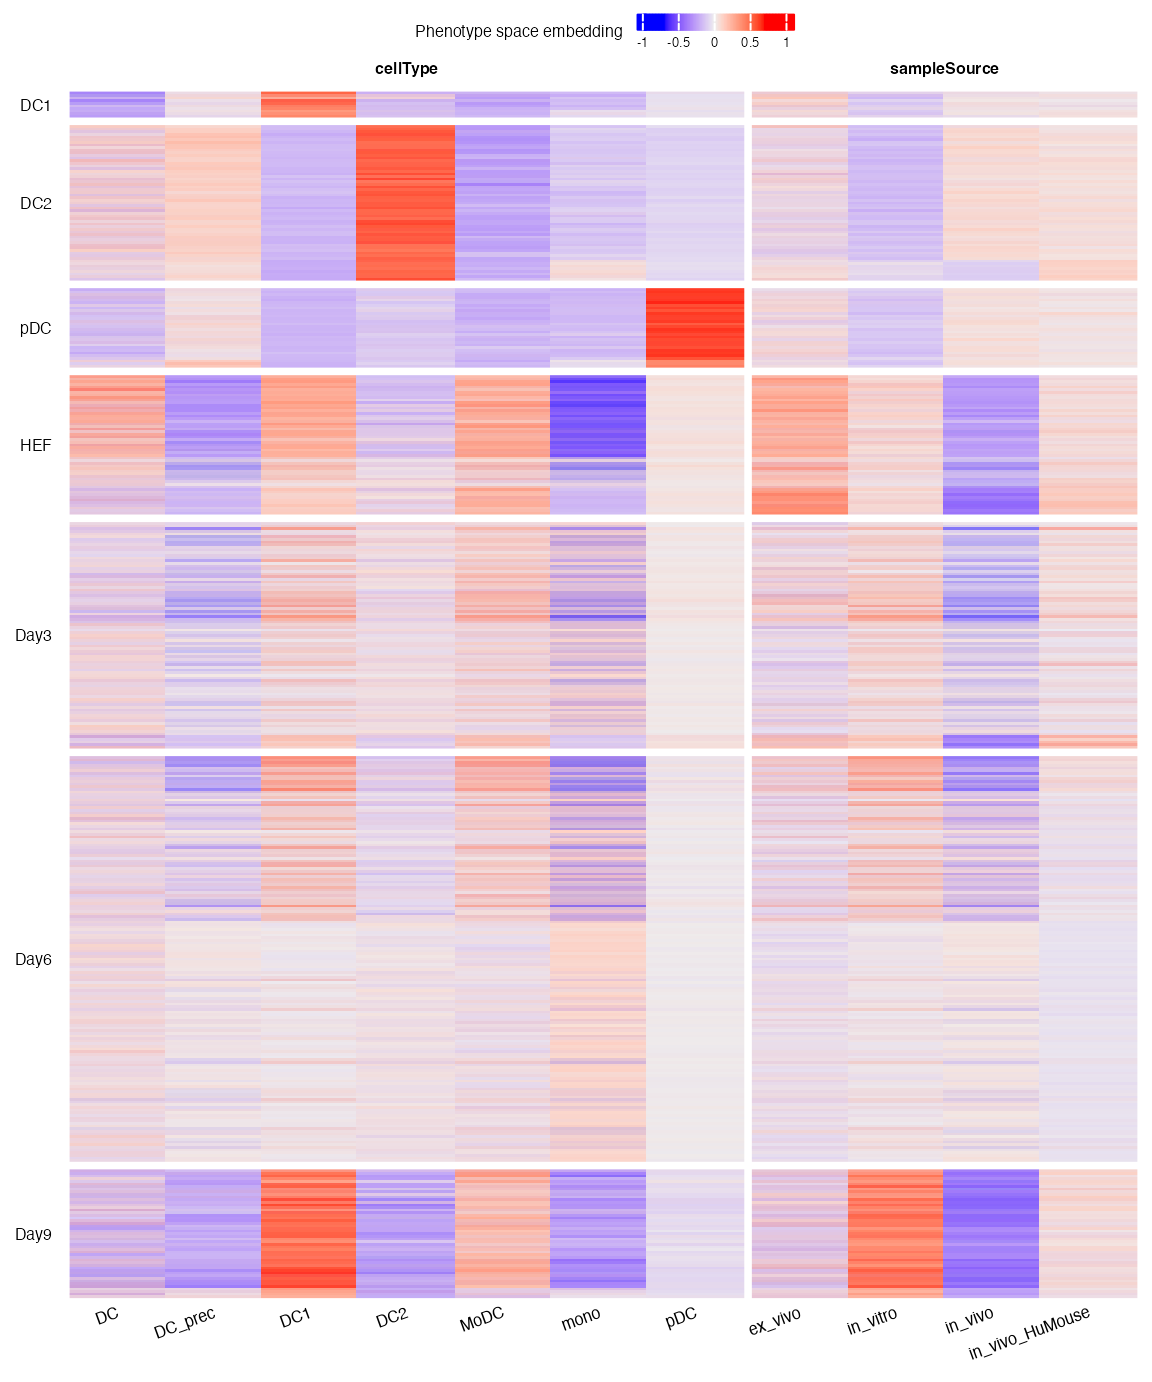 Phenotype space embedding
-1 -0.5 0 0.5 1
cellType sampleSource
DC1
DC2
pDC
HEF
Day3
Day6
Day9
DC DC_prec DC1 DC2 MoDC mono pDC ex_vivo in_vitro in_vivo in_vivo_HuMouse